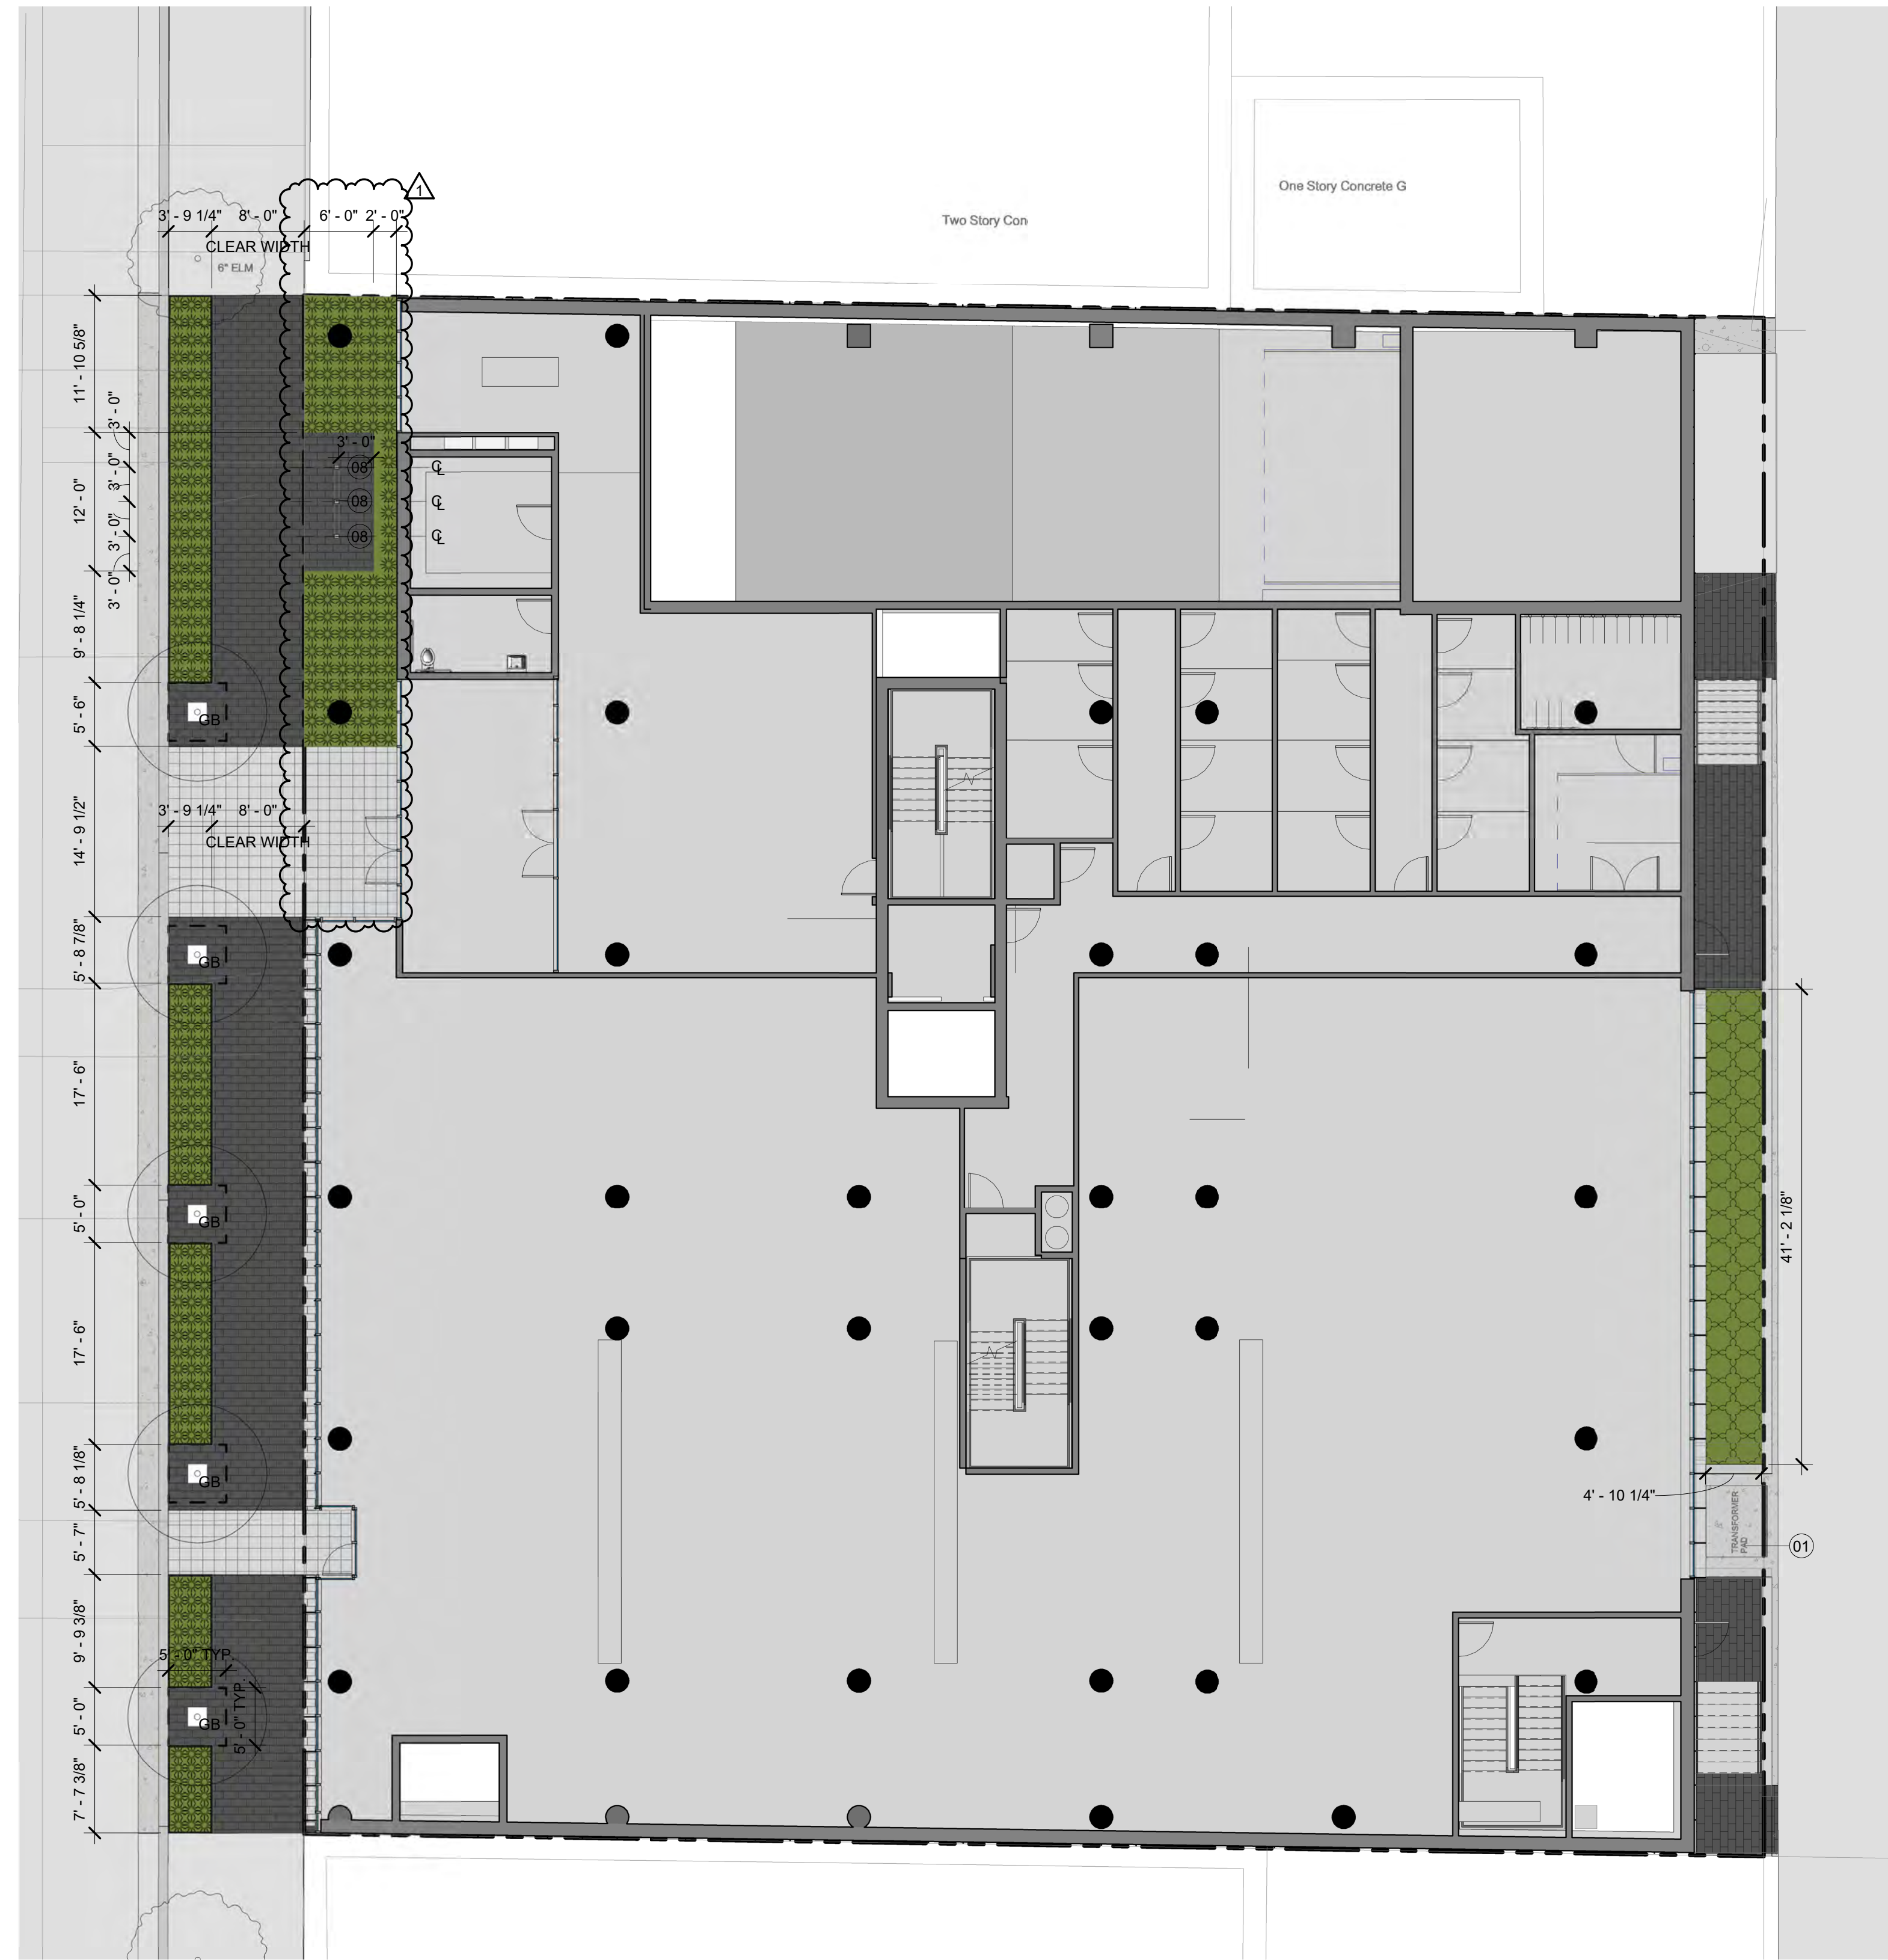 1
One Story Concrete G
Two Story Con
3' - 9 1/4" 8' - 0" 6' - 0" 2' - 0"
CLEAR WIDTH
6" ELM
11' - 10 5/8"
3' - 0"
3' - 0"
08 C L
3' - 0"
12' - 0"
08 C L
3' - 0"
08 C L
3' - 0"
9' - 8 1/4"
5' - 6"
GB
3' - 9 1/4" 8' - 0"
CLEAR WIDTH
14' - 9 1/2"
5' - 8 7/8"
GB
17' - 6"
5' - 0"
GB
41' - 2 1/8"
17' - 6"
5' - 8 1/8"
GB
4' - 10 1/4"
TRANSFORMER
PAD
01
5' - 7"
9' - 9 3/8"
5' - 0" TYP.
5' - 0"
GB
5' - 0" TYP.
7' - 7 3/8"